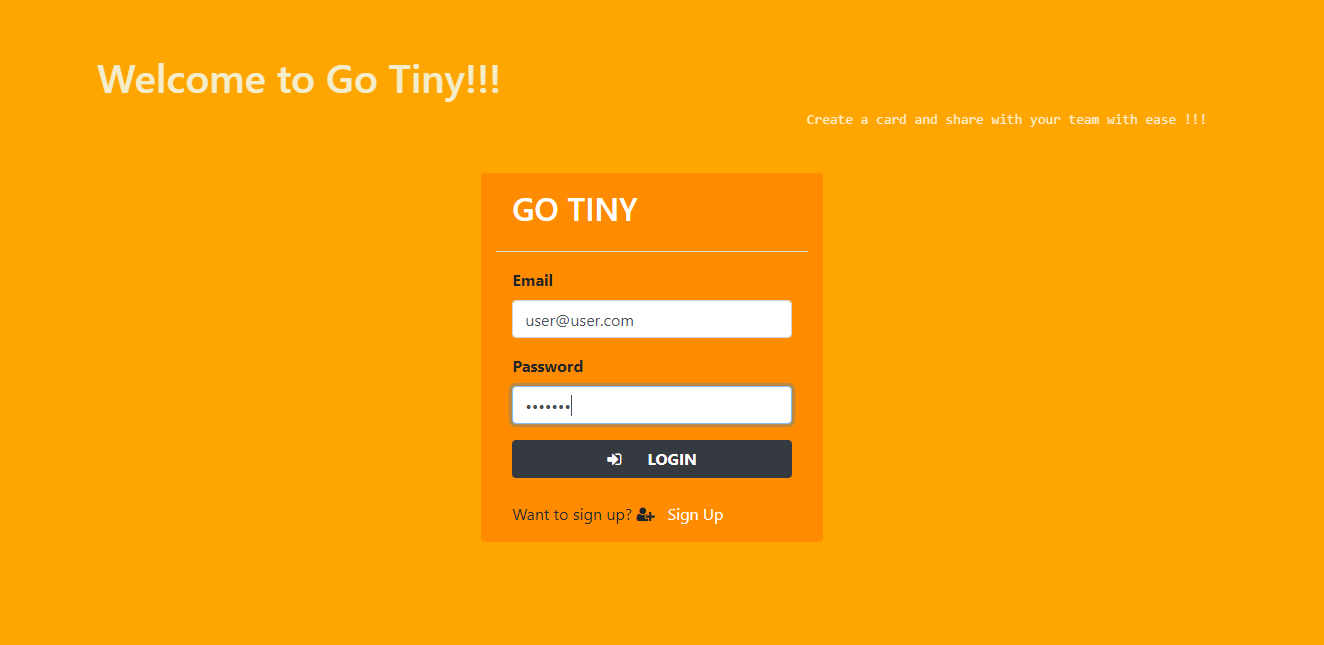 Welcome to Go Tiny!!!
Create a card and share with your team with ease !!!
GO TINY
Email
user@user.com
Password
•••••••
LOGIN
Want to sign up? Sign Up